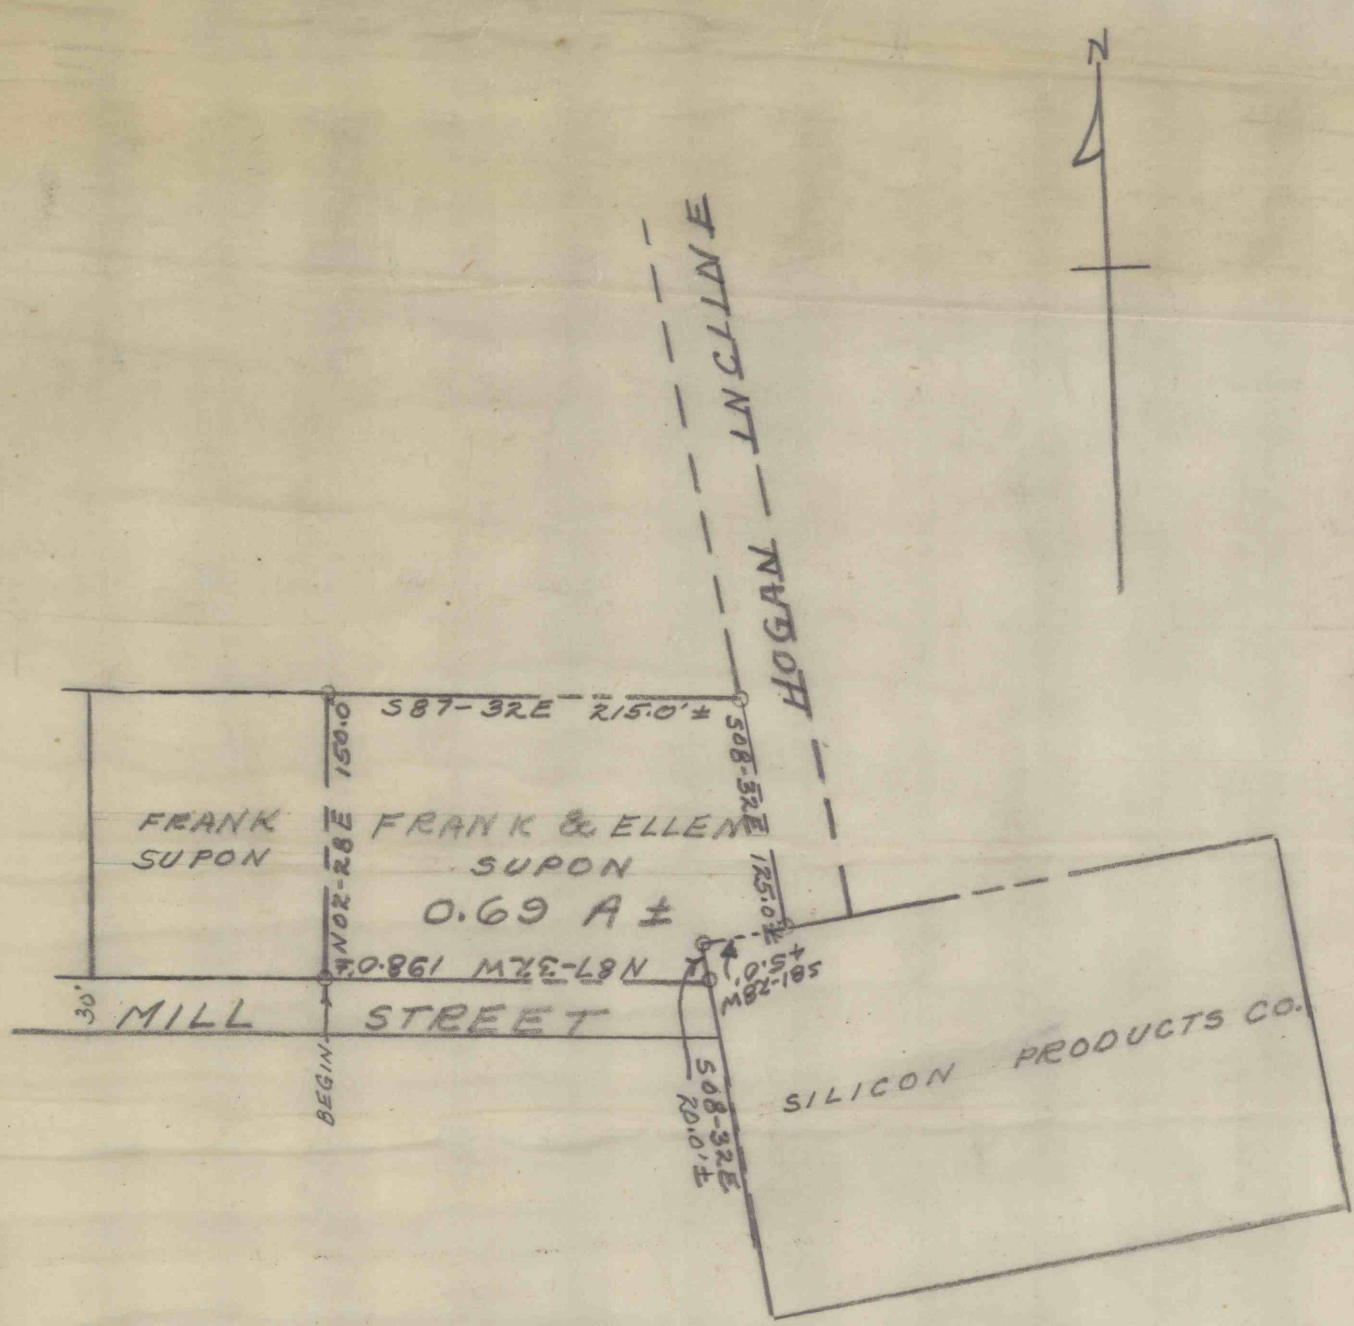 N
HOGAN INCLINE
S87-32E 215.0'±
N02-28E 150.0'
S08-32E 125.0'±
FRANK
SUPON
FRANK & ELLEN
SUPON
0.69 A ±
N87-32W 198.0'±
S81-28W
45.0'±
30'
MILL STREET
BEGIN
S08-32E
20.0'±
SILICON PRODUCTS CO.